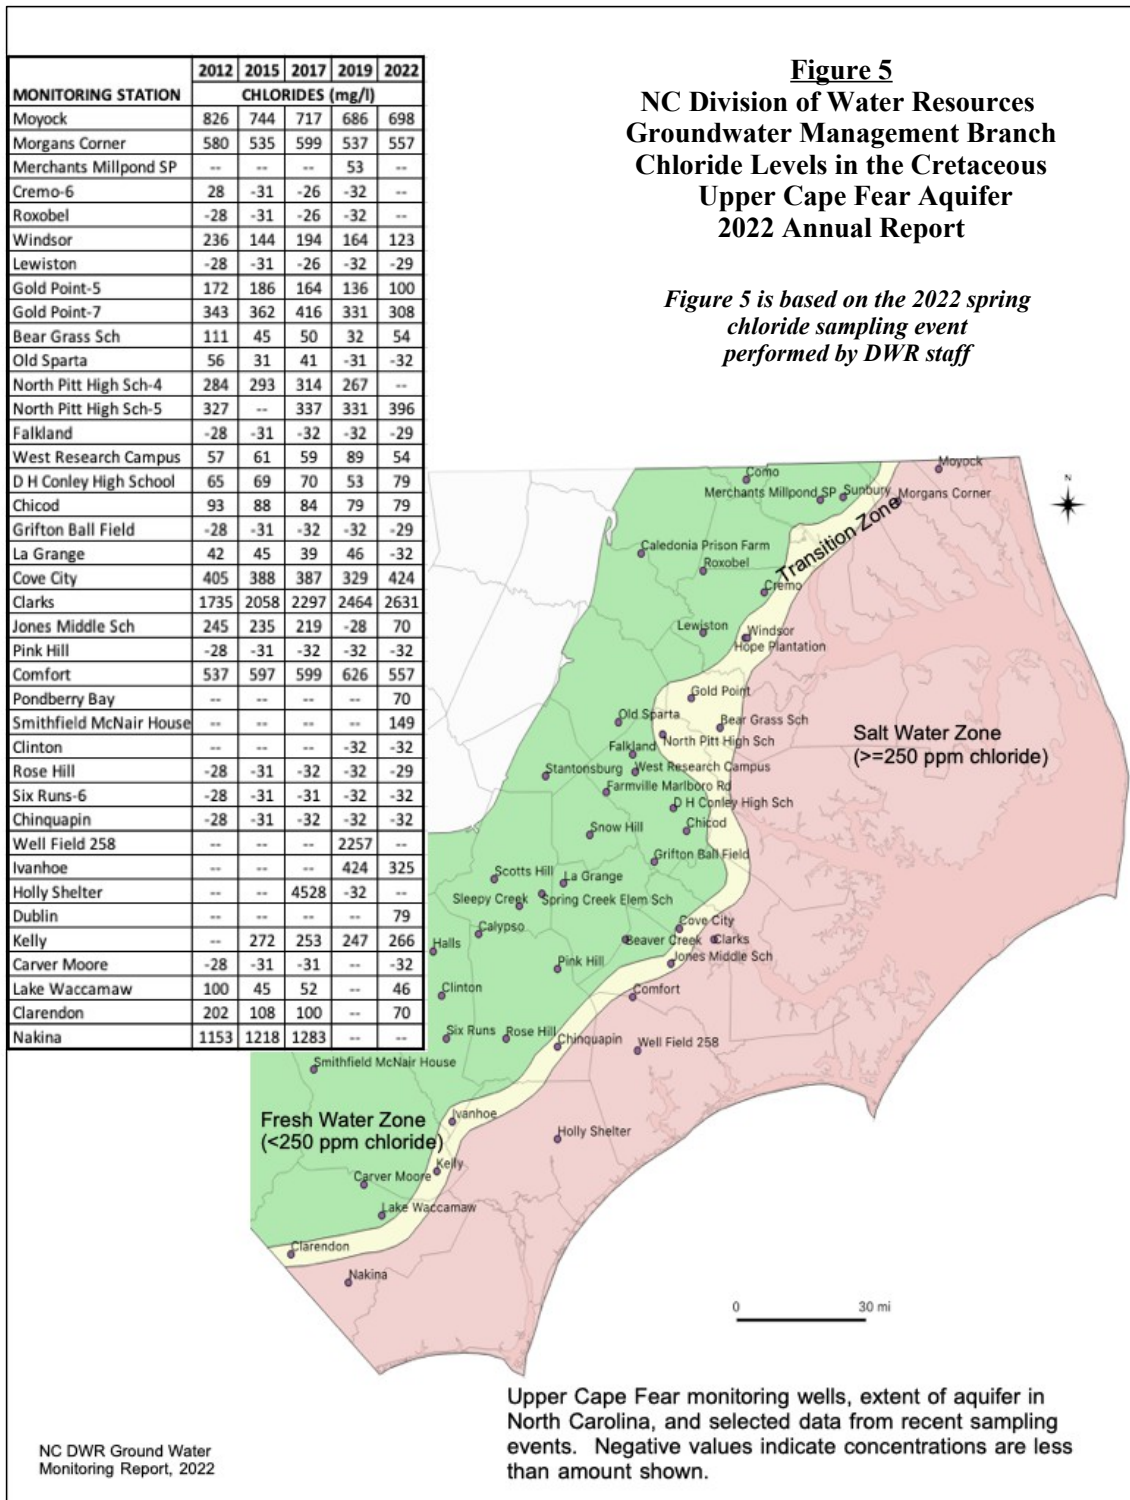 Figure 5
NC Division of Water Resources
Groundwater Management Branch
Chloride Levels in the Cretaceous
Upper Cape Fear Aquifer
2022 Annual Report
Figure 5 is based on the 2022 spring
chloride sampling event
performed by DWR staff
2012 2015 2017 2019 2022
MONITORING STATION CHLORIDES (mg/l)
Moyock 826 744 717 686 698
Morgans Corner 580 535 599 537 557
Merchants Millpond SP -- -- -- 53 --
Cremo-6 28 -31 -26 -32 --
Roxobel -28 -31 -26 -32 --
Windsor 236 144 194 164 123
Lewiston -28 -31 -26 -32 -29
Gold Point-5 172 186 164 136 100
Gold Point-7 343 362 416 331 308
Bear Grass Sch 111 45 50 32 54
Old Sparta 56 31 41 -31 -32
North Pitt High Sch-4 284 293 314 267 --
North Pitt High Sch-5 327 -- 337 331 396
Falkland -28 -31 -32 -32 -29
West Research Campus 57 61 59 89 54
D H Conley High School 65 69 70 53 79
Chicod 93 88 84 79 79
Grifton Ball Field -28 -31 -32 -32 -29
La Grange 42 45 39 46 -32
Cove City 405 388 387 329 424
Clarks 1735 2058 2297 2464 2631
Jones Middle Sch 245 235 219 -28 70
Pink Hill -28 -31 -32 -32 -32
Comfort 537 597 599 626 557
Pondberry Bay -- -- -- -- 70
Smithfield McNair House -- -- -- -- 149
Clinton -- -- -- -32 -32
Rose Hill -28 -31 -32 -32 -29
Six Runs-6 -28 -31 -31 -32 -32
Chinquapin -28 -31 -32 -32 -32
Well Field 258 -- -- -- 2257 --
Ivanhoe -- -- -- 424 325
Holly Shelter -- -- 4528 -32 --
Dublin -- -- -- -- 79
Kelly -- 272 253 247 266
Carver Moore -28 -31 -31 -- -32
Lake Waccamaw 100 45 52 -- 46
Clarendon 202 108 100 -- 70
Nakina 1153 1218 1283 -- --
Moyock
Como
N
Merchants Millpond SP
Sunbury
Morgans Corner
Transition Zone
Caledonia Prison Farm
Roxobel
Cremo
Lewiston
Windsor
Hope Plantation
Gold Point
Old Sparta
Bear Grass Sch
North Pitt High Sch
Salt Water Zone
(>=250 ppm chloride)
Falkland
West Research Campus
Stantonsburg
Farmville Marlboro Rd
D H Conley High Sch
Chicod
Snow Hill
Grifton Ball Field
Scotts Hill
La Grange
Sleepy Creek
Spring Creek Elem Sch
Cove City
Calypso
Beaver Creek
Clarks
Halls
Jones Middle Sch
Pink Hill
Clinton
Comfort
Six Runs
Rose Hill
Chinquapin
Well Field 258
Smithfield McNair House
Ivanhoe
Fresh Water Zone
(<250 ppm chloride)
Holly Shelter
Kelly
Carver Moore
Lake Waccamaw
Clarendon
Nakina
0 30 mi
Upper Cape Fear monitoring wells, extent of aquifer in
North Carolina, and selected data from recent sampling
events. Negative values indicate concentrations are less
than amount shown.
NC DWR Ground Water
Monitoring Report, 2022